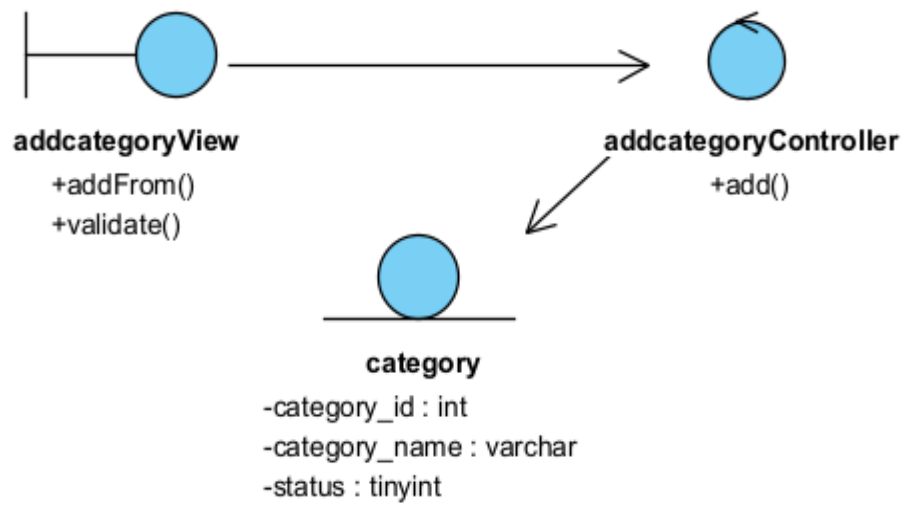 addcategoryView
+addFrom()
+validate()
addcategoryController
+add()
category
-category_id : int
-category_name : varchar
-status : tinyint